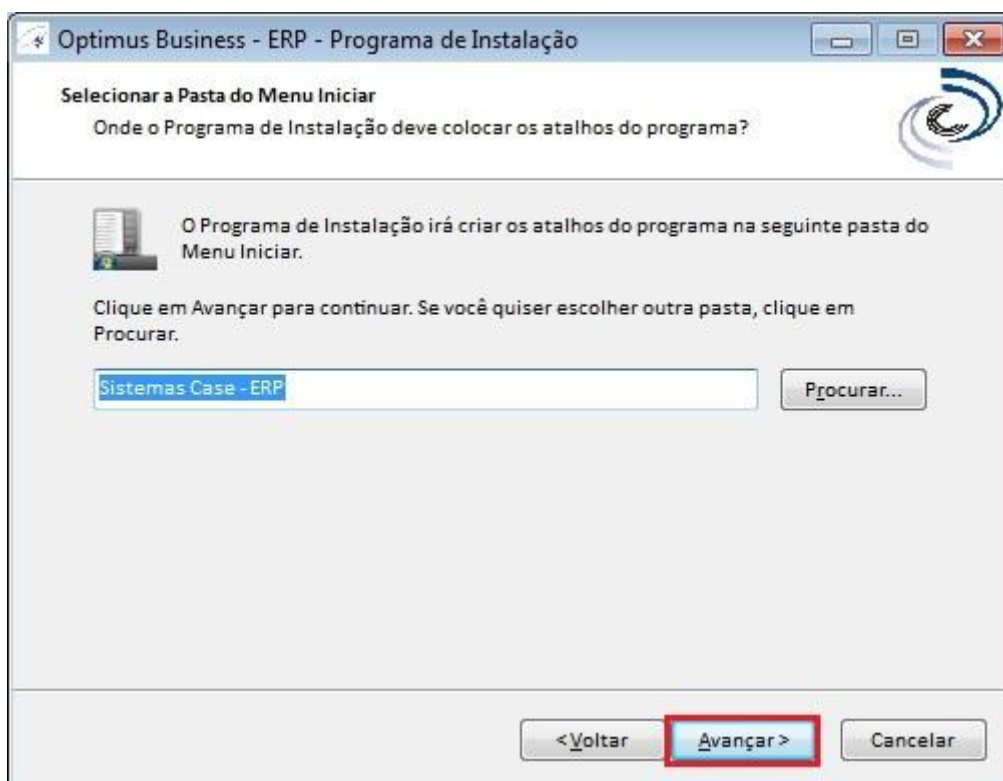 Optimus Business - ERP - Programa de Instalação
Selecionar a Pasta do Menu Iniciar
Onde o Programa de Instalação deve colocar os atalhos do programa?
O Programa de Instalação irá criar os atalhos do programa na seguinte pasta do
Menu Iniciar.
Clique em Avançar para continuar. Se você quiser escolher outra pasta, clique em
Procurar.
Sistemas Case - ERP
Procurar...
< Voltar
Avançar >
Cancelar